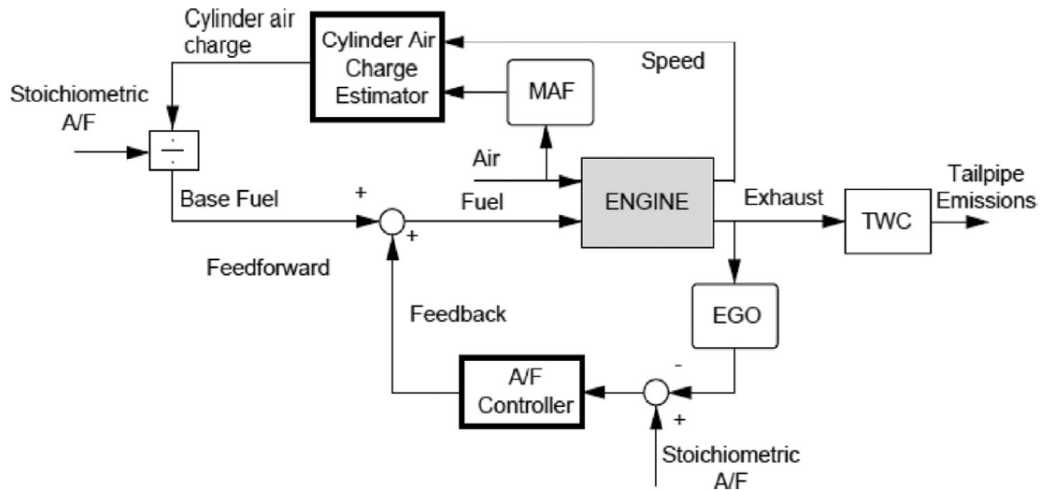 Cylinder air
charge
Cylinder Air
Charge
Estimator
Speed
MAF
Stoichiometric
A/F
÷
Air
Base Fuel
+
+
Fuel
ENGINE
Exhaust
TWC
Tailpipe
Emissions
Feedforward
Feedback
EGO
A/F
Controller
-
+
Stoichiometric
A/F